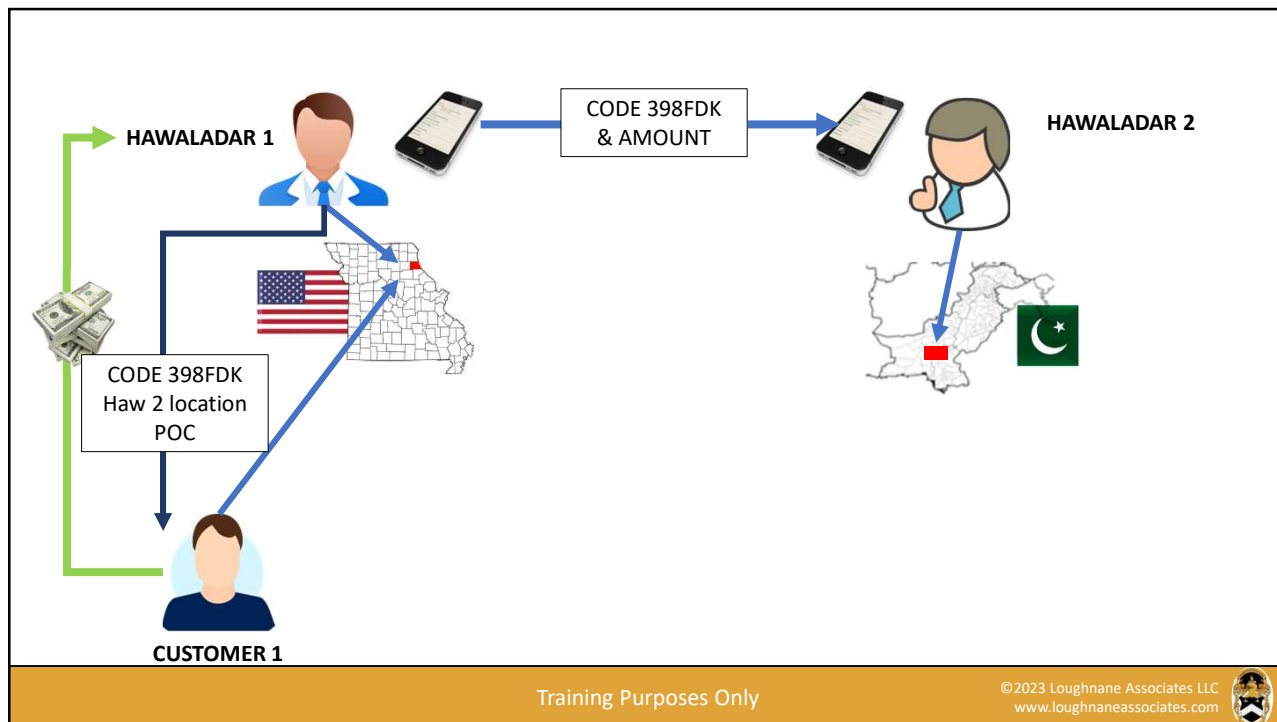 HAWALADAR 1
CODE 398FDK
& AMOUNT
HAWALADAR 2
CODE 398FDK
Haw 2 location
POC
CUSTOMER 1
Training Purposes Only
©2023 Loughnane Associates LLC
www.loughnaneassociates.com